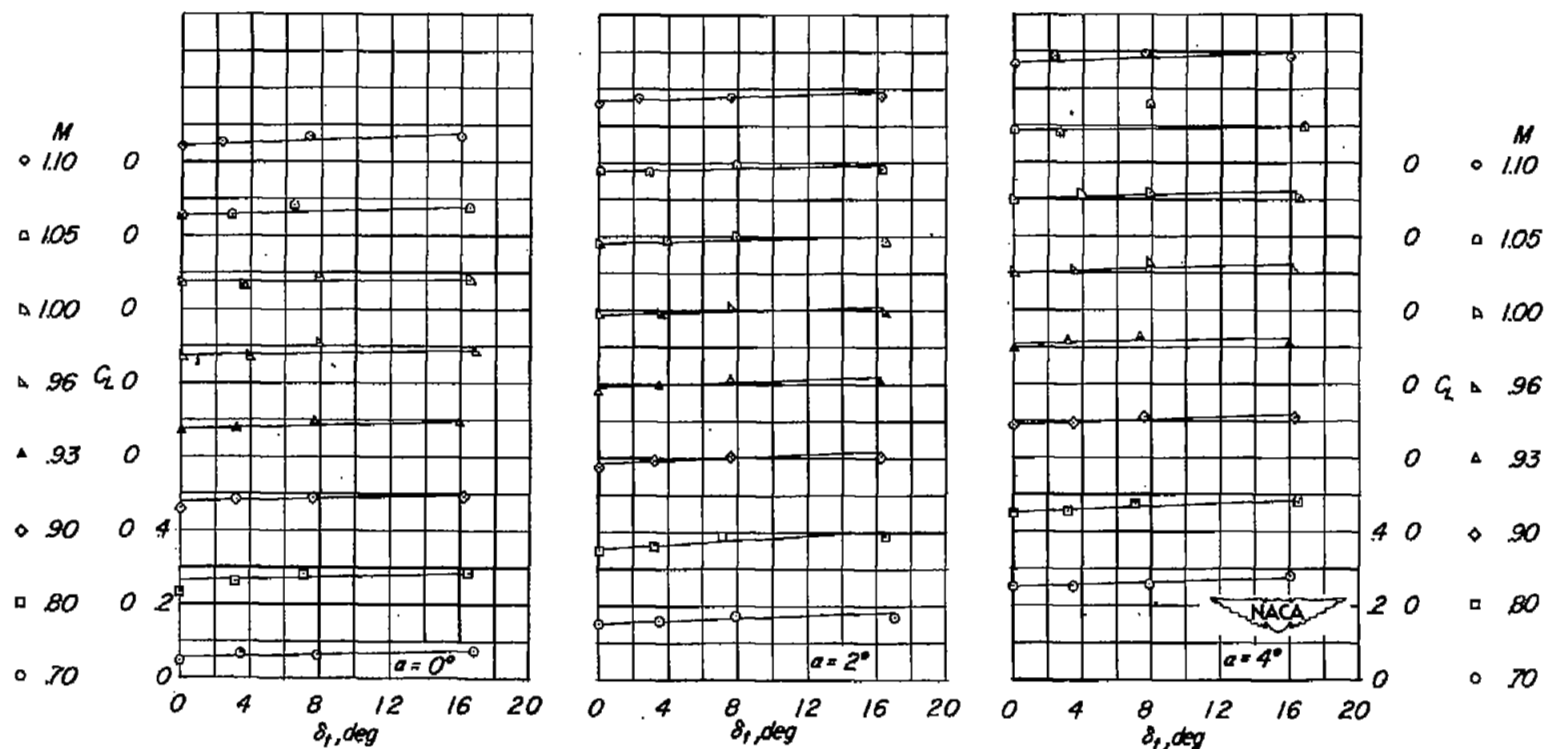 M
1.10 0
1.05 0
1.00 0
.96 C_L 0
.93 0
.90 0 .4
.80 0 .2
.70 0
α = 0°
0 4 8 12 16 20
δ_t, deg
α = 2°
0 4 8 12 16 20
δ_t, deg
NACA
α = 4°
0 4 8 12 16 20
δ_t, deg
M
0 1.10
0 1.05
0 1.00
0 C_L .96
0 .93
.4 0 .90
.2 0 .80
0 .70